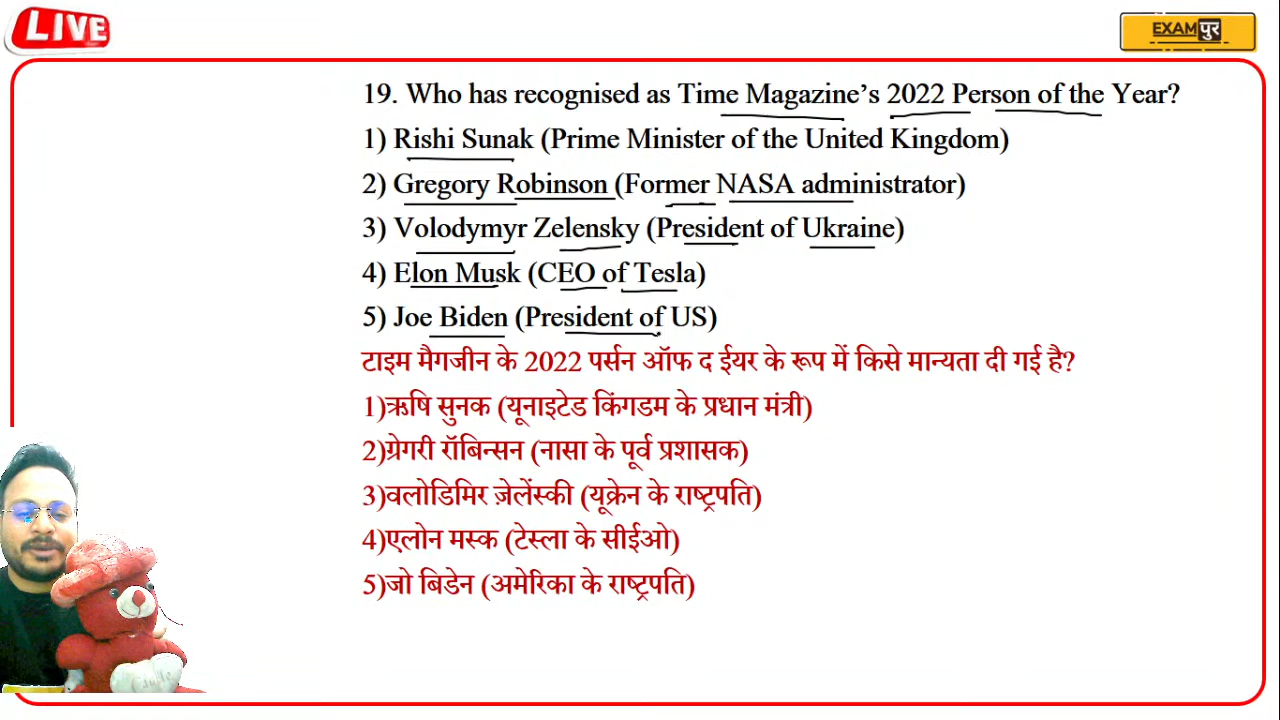 LIVE
EXAMपुर
19. Who has recognised as Time Magazine’s 2022 Person of the Year?
1) Rishi Sunak (Prime Minister of the United Kingdom)
2) Gregory Robinson (Former NASA administrator)
3) Volodymyr Zelensky (President of Ukraine)
4) Elon Musk (CEO of Tesla)
5) Joe Biden (President of US)
टाइम मैगजीन के 2022 पर्सन ऑफ द ईयर के रूप में किसे मान्यता दी गई है?
1)ऋषि सुनक (यूनाइटेड किंगडम के प्रधान मंत्री)
2)ग्रेगरी रॉबिन्सन (नासा के पूर्व प्रशासक)
3)वलोडिमिर ज़ेलेंस्की (यूक्रेन के राष्ट्रपति)
4)एलोन मस्क (टेस्ला के सीईओ)
5)जो बिडेन (अमेरिका के राष्ट्रपति)